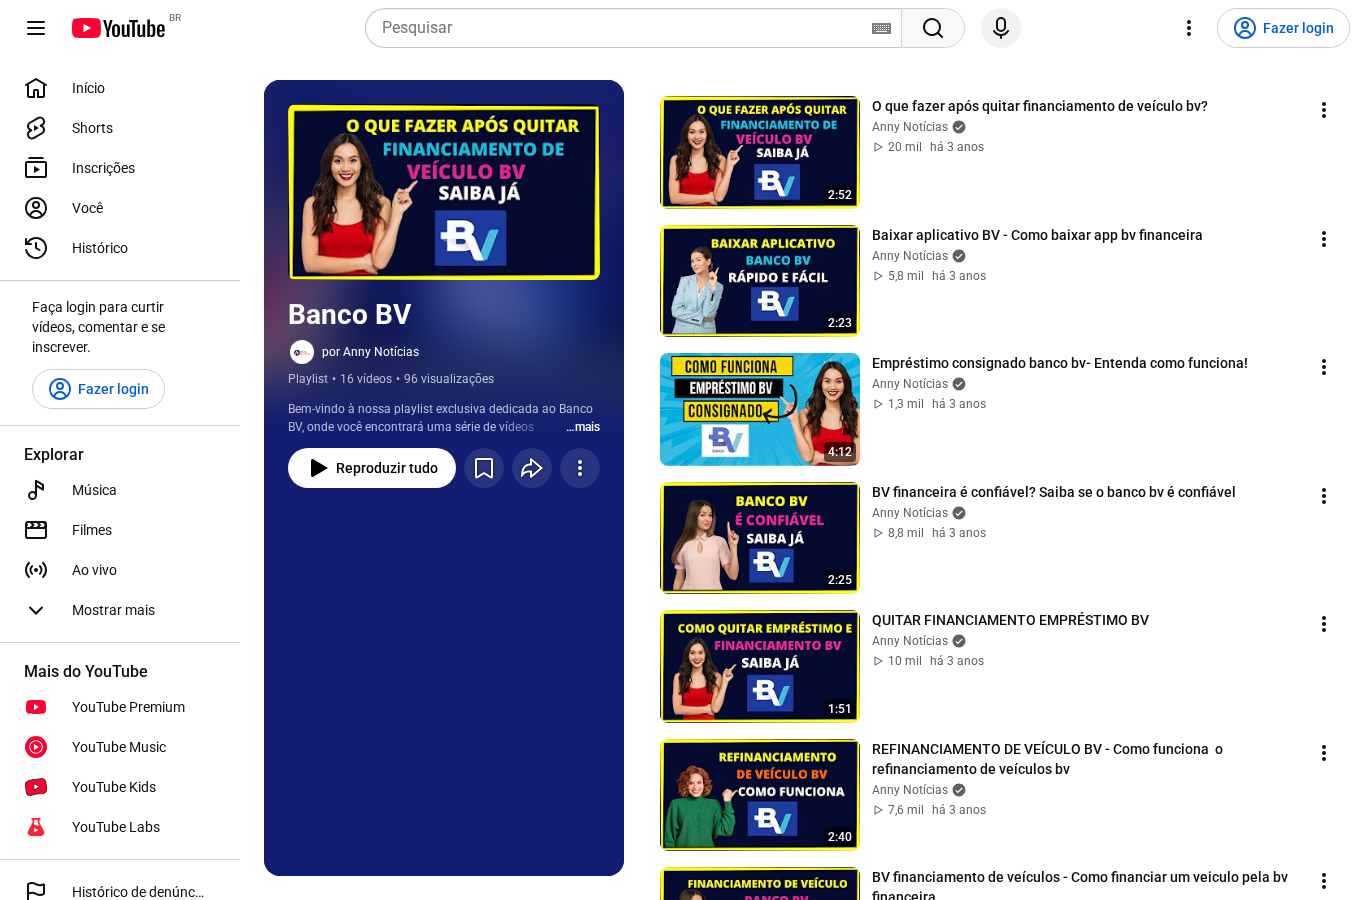 YouTube BR
Pesquisar
Fazer login
Início
Shorts
Inscrições
Você
Histórico
Faça login para curtir
vídeos, comentar e se
inscrever.
Fazer login
Explorar
Música
Filmes
Ao vivo
Mostrar mais
Mais do YouTube
YouTube Premium
YouTube Music
YouTube Kids
YouTube Labs
Histórico de denúnc...
O QUE FAZER APÓS QUITAR
FINANCIAMENTO DE
VEÍCULO BV
SAIBA JÁ
BV
Banco BV
por Anny Notícias
Playlist • 16 vídeos • 96 visualizações
Bem-vindo à nossa playlist exclusiva dedicada ao Banco
BV, onde você encontrará uma série de vídeos ...mais
Reproduzir tudo
O QUE FAZER APÓS QUITAR
FINANCIAMENTO DE
VEÍCULO BV
SAIBA JÁ
BV
2:52
O que fazer após quitar financiamento de veículo bv?
Anny Notícias
20 mil há 3 anos
BAIXAR APLICATIVO
BANCO BV
RÁPIDO E FÁCIL
BV
2:23
Baixar aplicativo BV - Como baixar app bv financeira
Anny Notícias
5,8 mil há 3 anos
COMO FUNCIONA
EMPRÉSTIMO BV
CONSIGNADO
BV
4:12
Empréstimo consignado banco bv- Entenda como funciona!
Anny Notícias
1,3 mil há 3 anos
BANCO BV
É CONFIÁVEL
SAIBA JÁ
BV
2:25
BV financeira é confiável? Saiba se o banco bv é confiável
Anny Notícias
8,8 mil há 3 anos
COMO QUITAR EMPRÉSTIMO E
FINANCIAMENTO BV
SAIBA JÁ
BV
1:51
QUITAR FINANCIAMENTO EMPRÉSTIMO BV
Anny Notícias
10 mil há 3 anos
REFINANCIAMENTO
DE VEÍCULO BV
COMO FUNCIONA
BV
2:40
REFINANCIAMENTO DE VEÍCULO BV - Como funciona o
refinanciamento de veículos bv
Anny Notícias
7,6 mil há 3 anos
FINANCIAMENTO DE VEÍCULO
BANCO BV
BV financiamento de veículos - Como financiar um veiculo pela bv
financeira